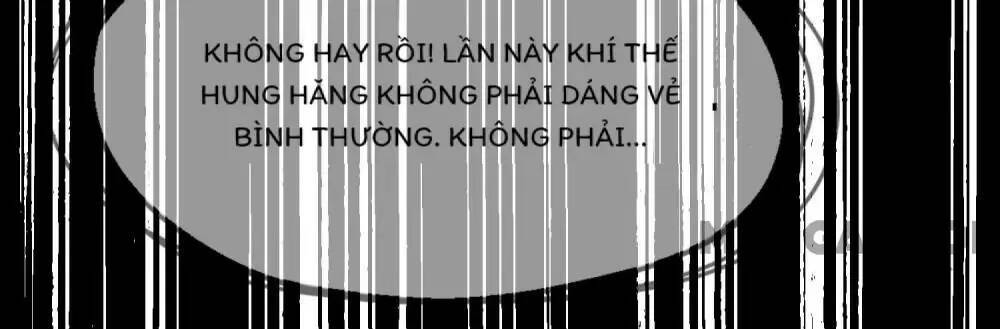 KHÔNG HAY RỒI! LẦN NÀY KHÍ THẾ
HUNG HĂNG KHÔNG PHẢI DÁNG VẺ
BÌNH THƯỜNG. KHÔNG PHẢI...